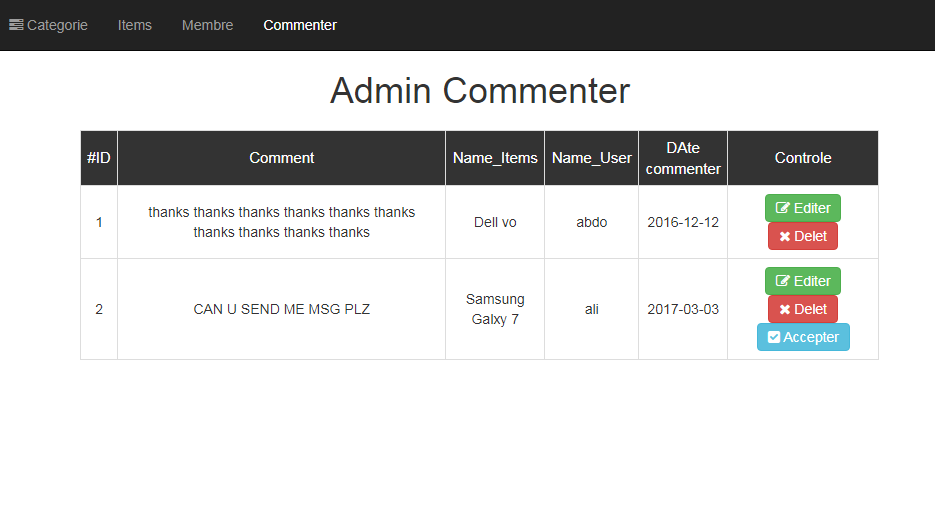 Categorie Items Membre Commenter
Admin Commenter
#ID Comment Name_Items Name_User DAte
commenter Controle
1 thanks thanks thanks thanks thanks thanks
thanks thanks thanks thanks Dell vo abdo 2016-12-12 Editer
Delet
2 CAN U SEND ME MSG PLZ Samsung
Galxy 7 ali 2017-03-03 Editer
Delet
Accepter